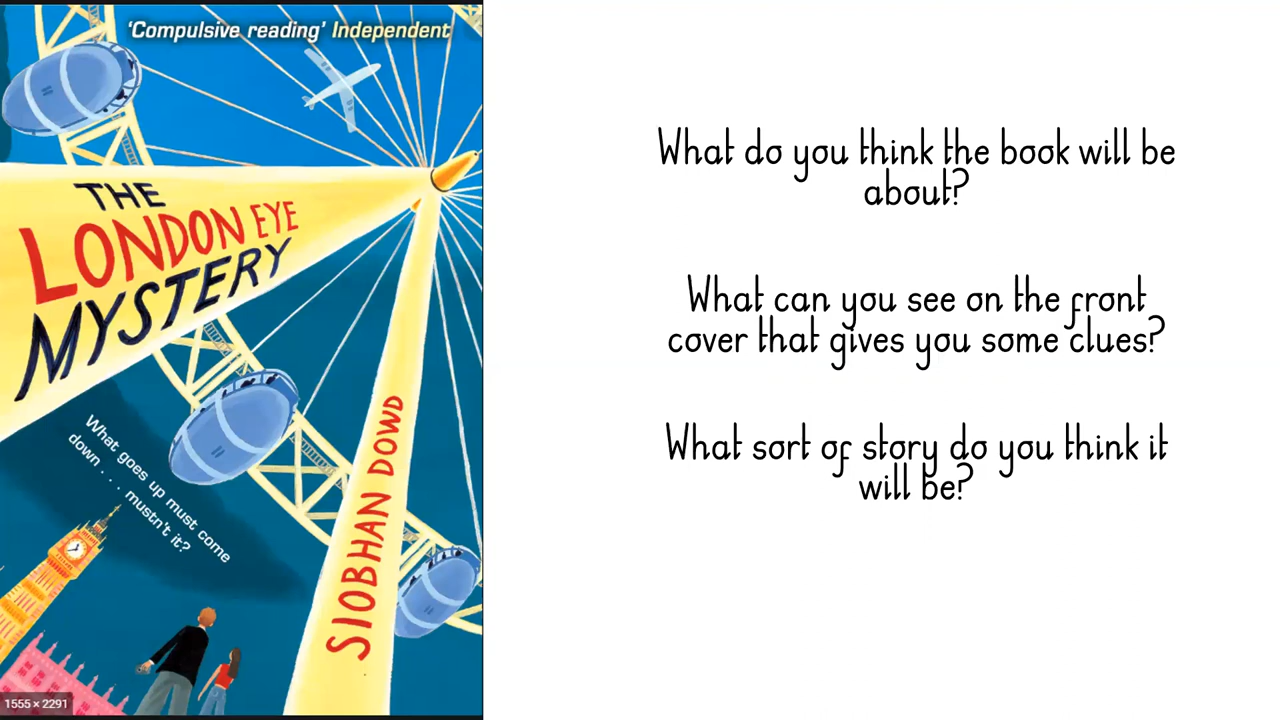 'Compulsive reading' Independent
THE
LONDON EYE
MYSTERY
What goes up must come
down . . . mustn't it?
SIOBHAN DOWD
1555 × 2291
What do you think the book will be
about?
What can you see on the front
cover that gives you some clues?
What sort of story do you think it
will be?